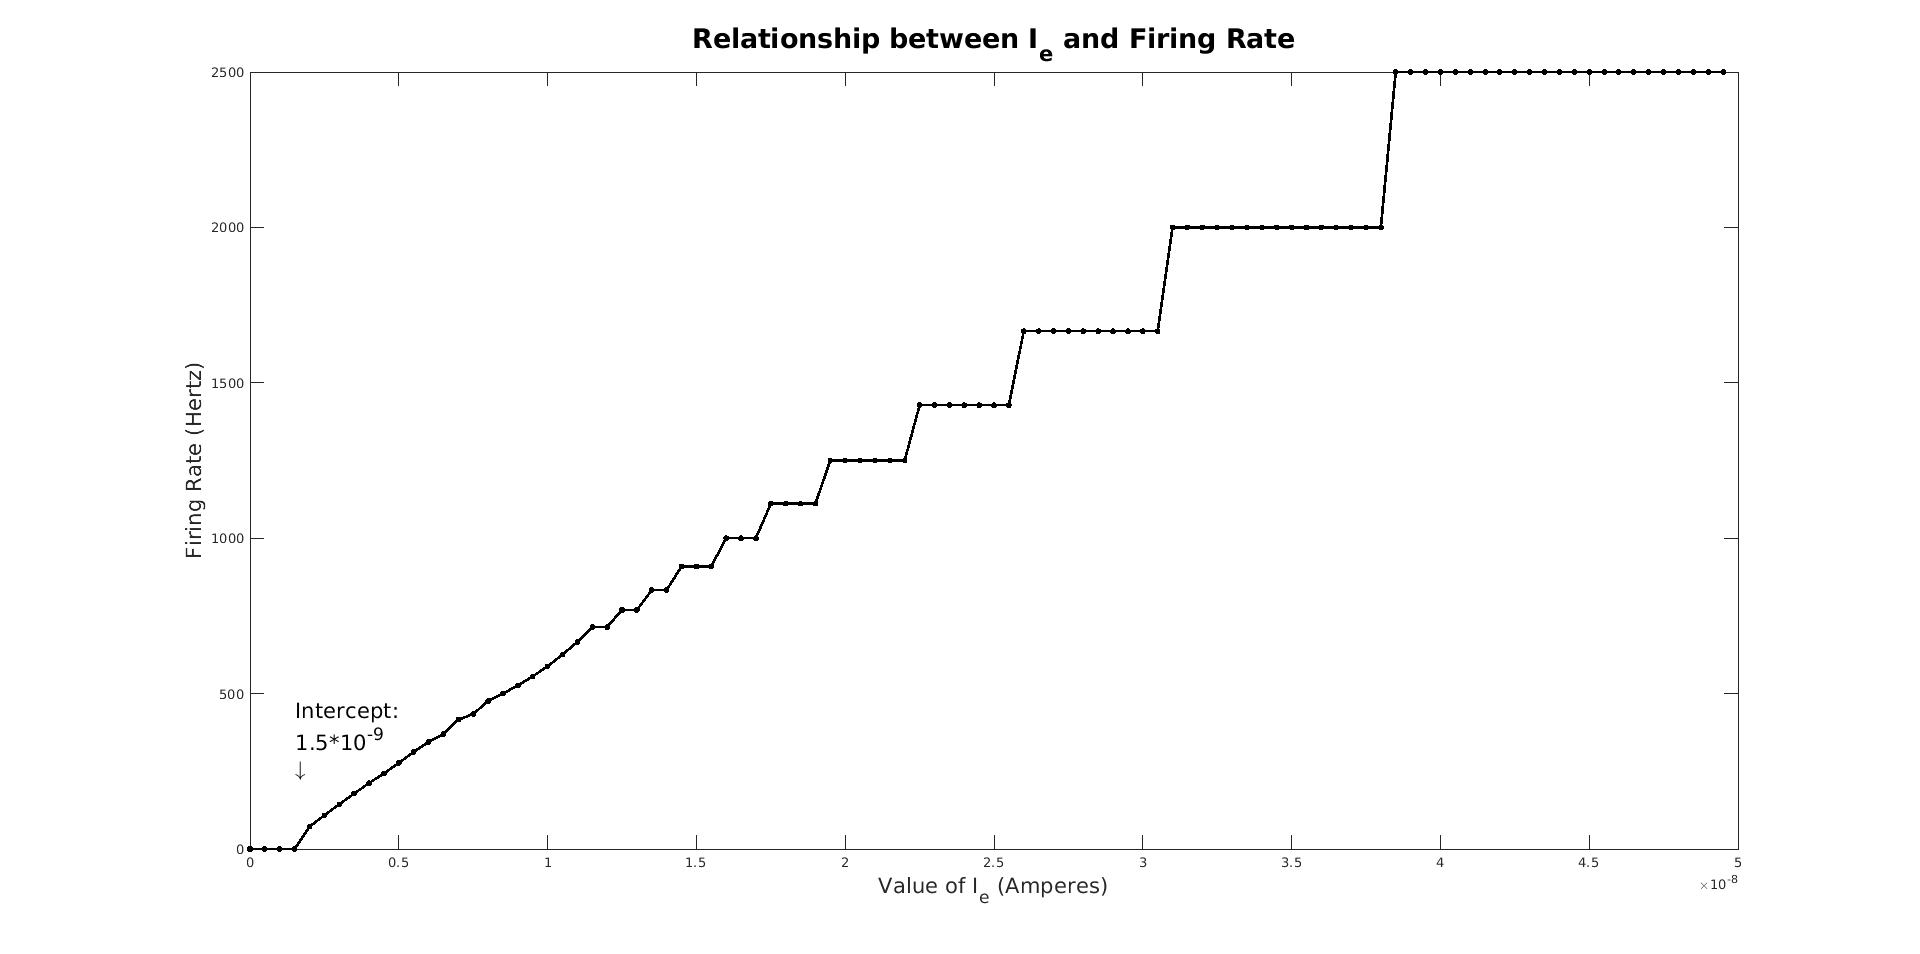 Relationship between Iₑ and Firing Rate
2500
2000
1500
1000
500
0
Firing Rate (Hertz)
Intercept:
1.5*10⁻⁹
↓
0 0.5 1 1.5 2 2.5 3 3.5 4 4.5 5
×10⁻⁸
Value of Iₑ (Amperes)